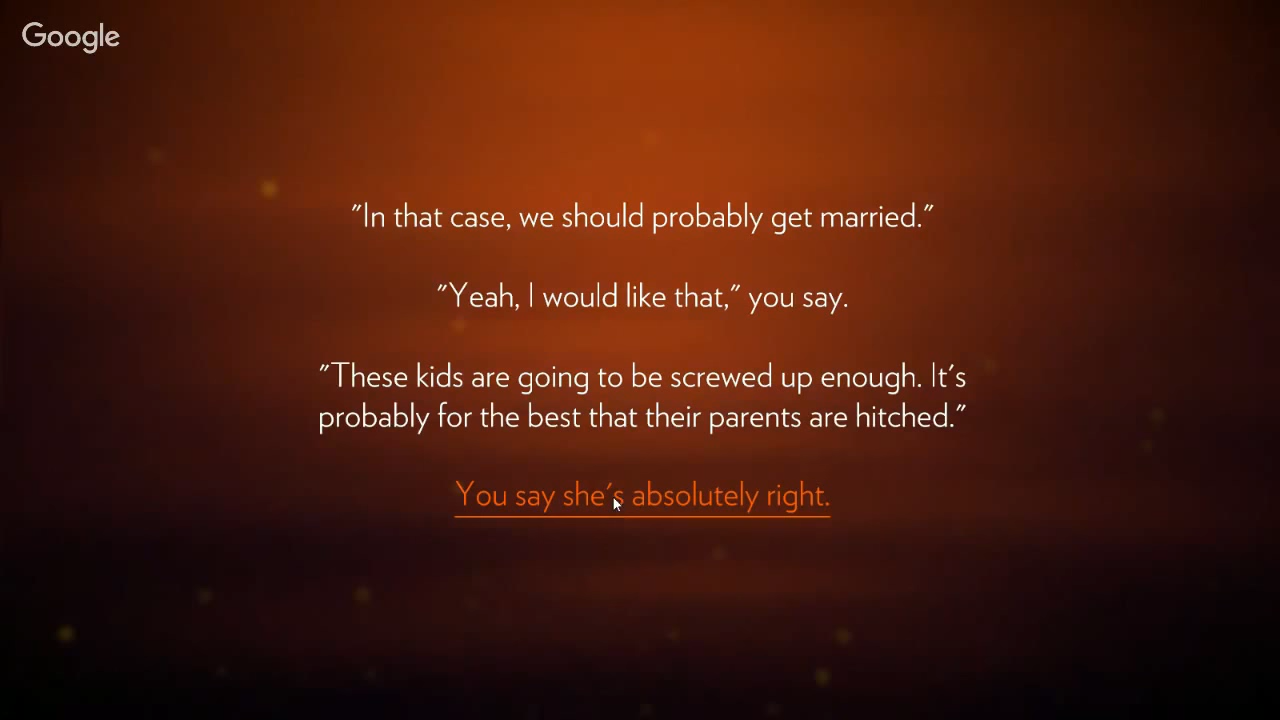 Google
"In that case, we should probably get married."
"Yeah, I would like that," you say.
"These kids are going to be screwed up enough. It's
probably for the best that their parents are hitched."
You say she's absolutely right.